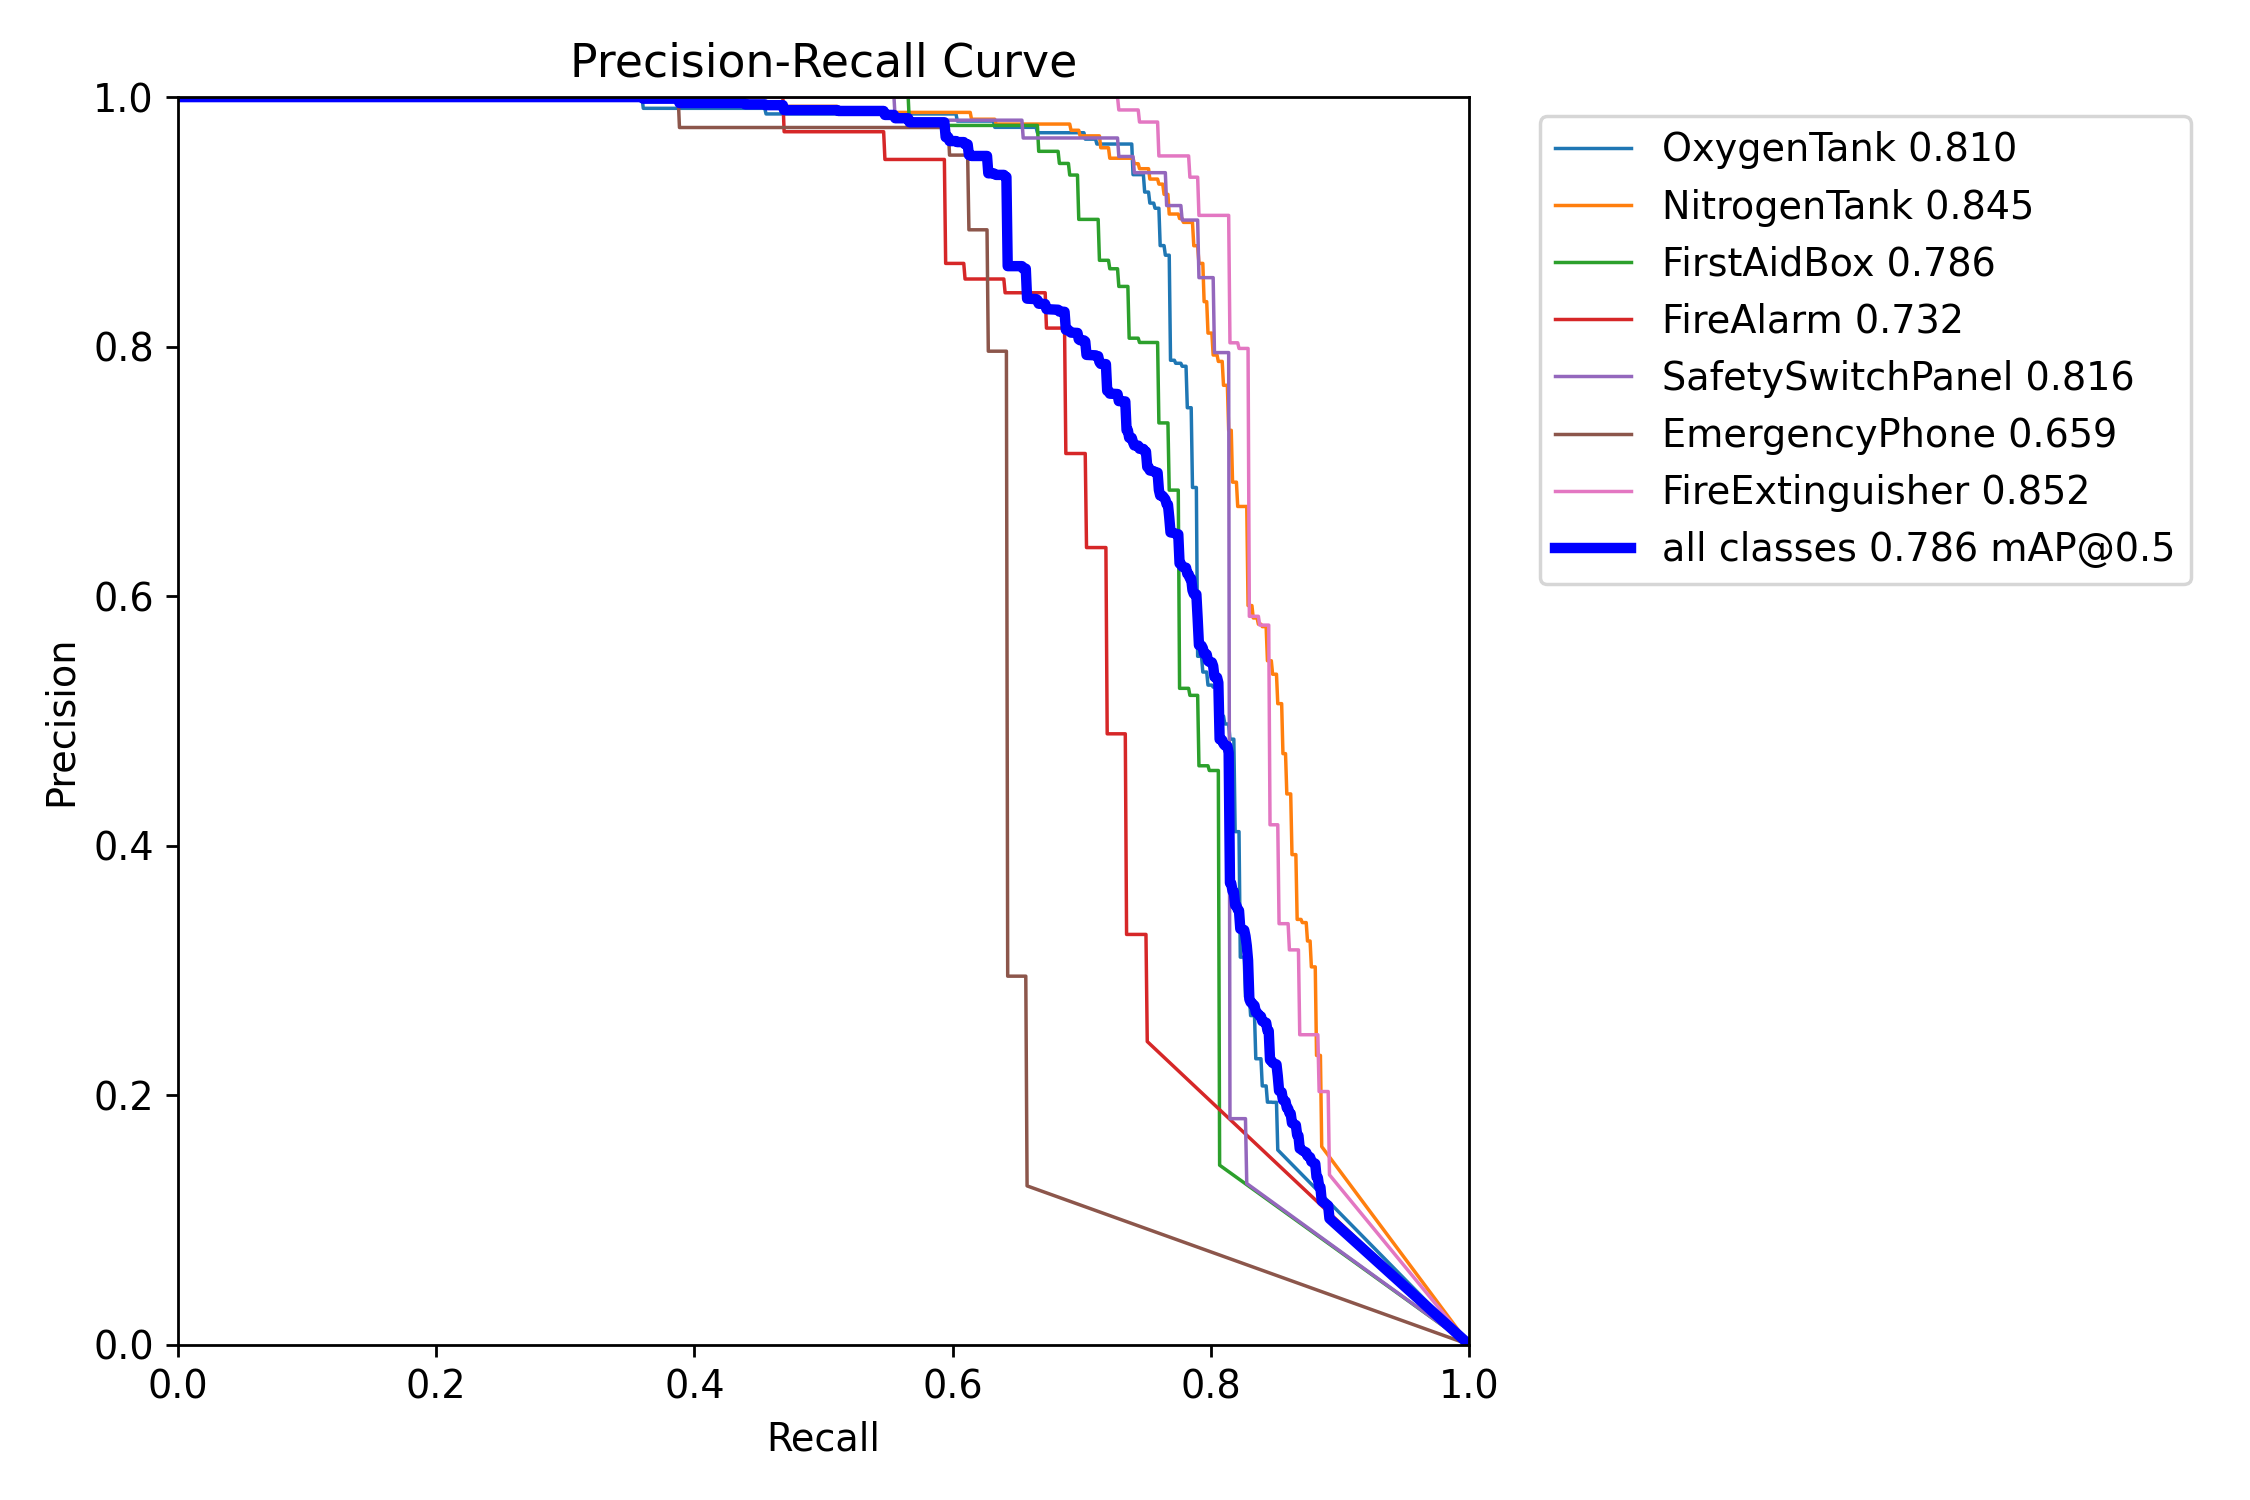 Precision-Recall Curve
1.0
0.8
0.6
0.4
0.2
0.0
Precision
0.0 0.2 0.4 0.6 0.8 1.0
Recall
OxygenTank 0.810
NitrogenTank 0.845
FirstAidBox 0.786
FireAlarm 0.732
SafetySwitchPanel 0.816
EmergencyPhone 0.659
FireExtinguisher 0.852
all classes 0.786 mAP@0.5